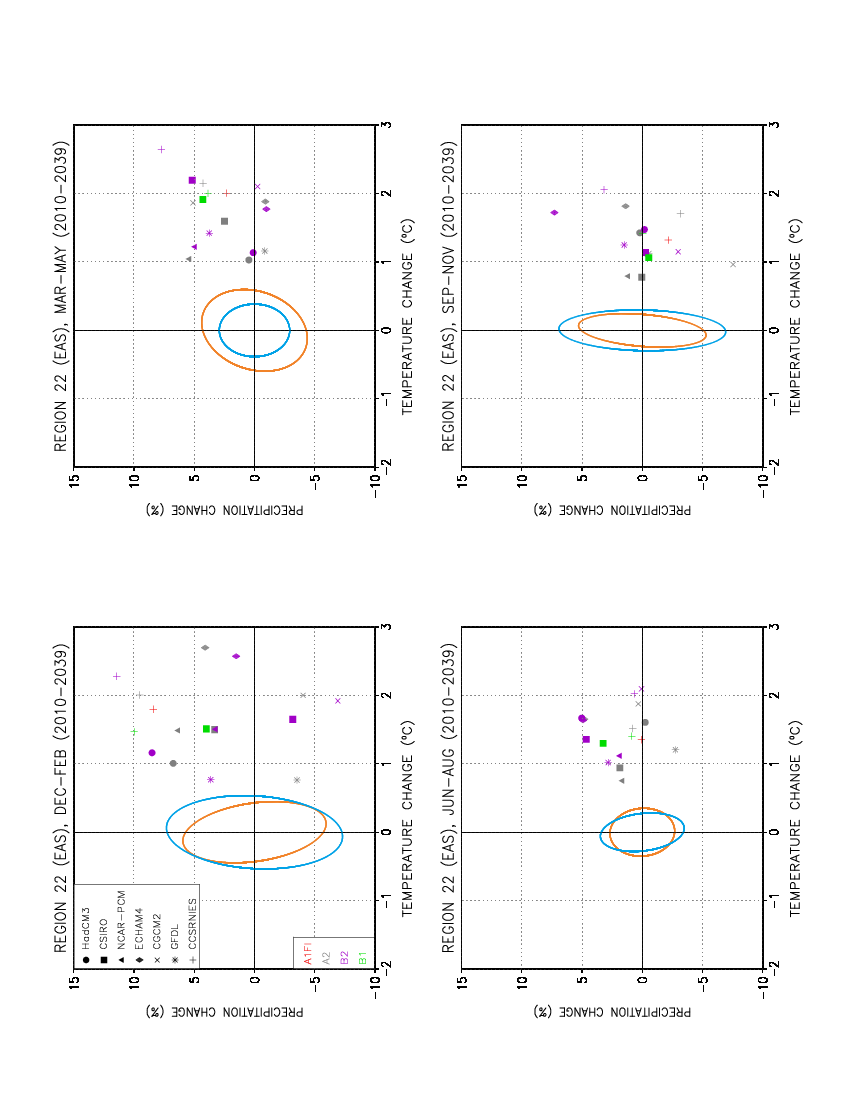 REGION 22 (EAS), DEC-FEB (2010-2039)
PRECIPITATION CHANGE (%)
15
10
5
0
-5
-10
-2
-1
0
1
2
3
TEMPERATURE CHANGE (ºC)
HadCM3
CSIRO
NCAR-PCM
ECHAM4
CGCM2
GFDL
CCSRNIES
A1FI
A2
B2
B1
REGION 22 (EAS), MAR-MAY (2010-2039)
PRECIPITATION CHANGE (%)
15
10
5
0
-5
-10
-2
-1
0
1
2
3
TEMPERATURE CHANGE (ºC)
REGION 22 (EAS), JUN-AUG (2010-2039)
PRECIPITATION CHANGE (%)
15
10
5
0
-5
-10
-2
-1
0
1
2
3
TEMPERATURE CHANGE (ºC)
REGION 22 (EAS), SEP-NOV (2010-2039)
PRECIPITATION CHANGE (%)
15
10
5
0
-5
-10
-2
-1
0
1
2
3
TEMPERATURE CHANGE (ºC)